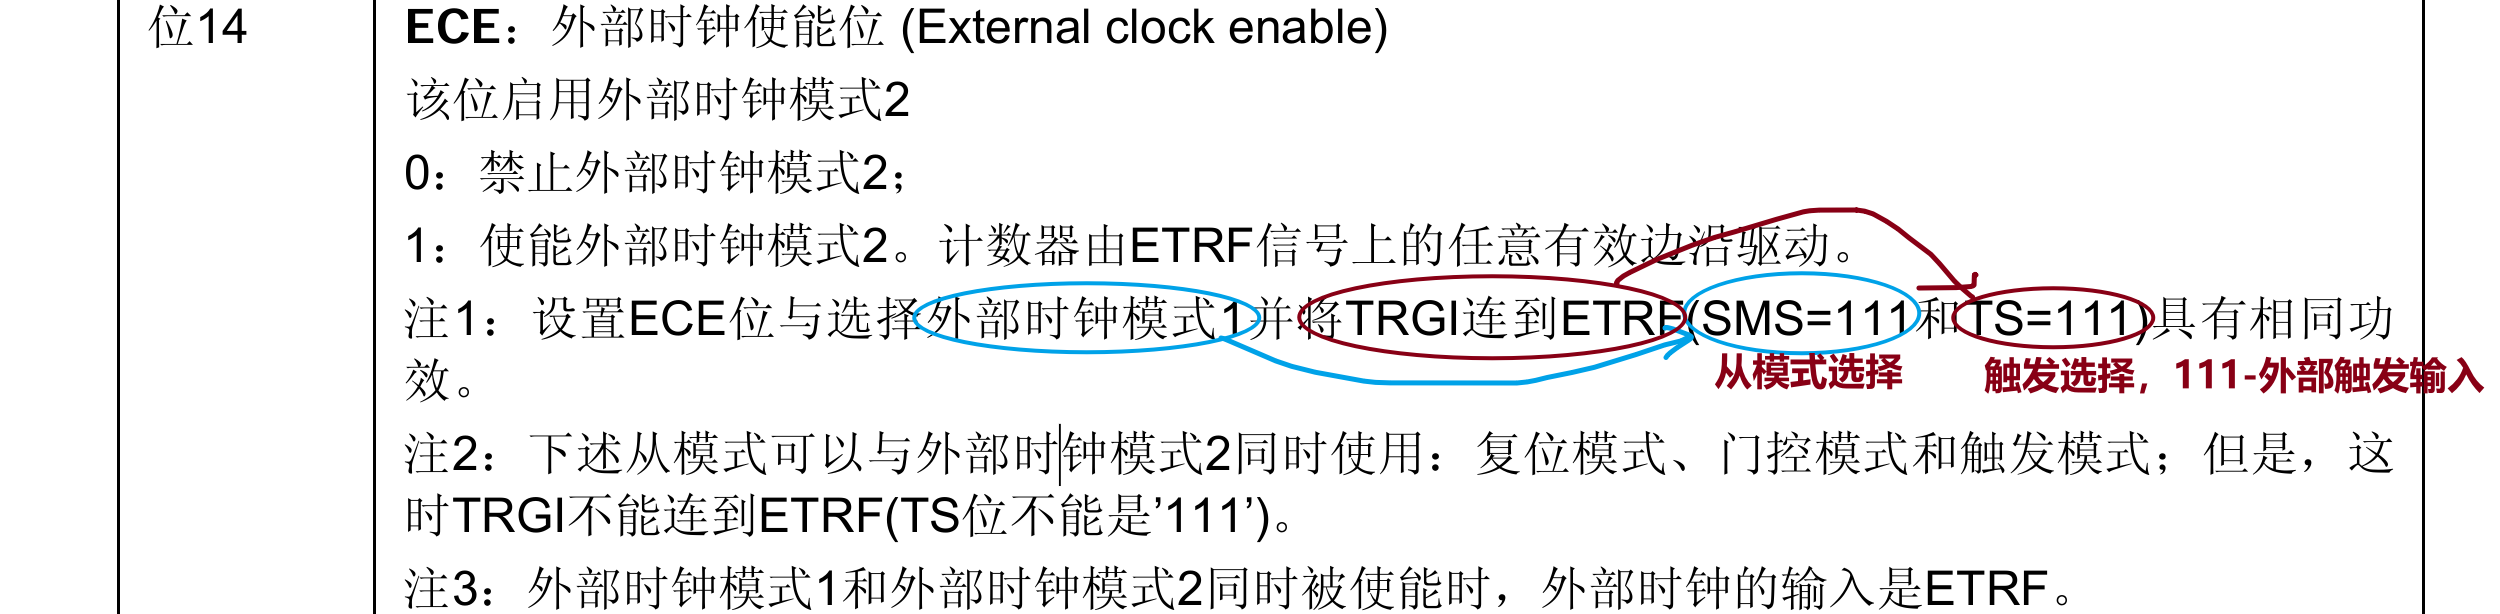 位14
ECE：外部时钟使能位 (External clock enable)
该位启用外部时钟模式2
0：禁止外部时钟模式2；
1：使能外部时钟模式2。计数器由ETRF信号上的任意有效边沿驱动。
注1：设置ECE位与选择外部时钟模式1并将TRGI连到ETRF(SMS=111和TS=111)具有相同功
效。
从模式选择
触发选择，111-外部触发输入
注2：下述从模式可以与外部时钟模式2同时使用：复位模式、门控模式和触发模式；但是，这
时TRGI不能连到ETRF(TS位不能是’111’)。
注3：外部时钟模式1和外部时钟模式2同时被使能时，外部时钟的输入是ETRF。